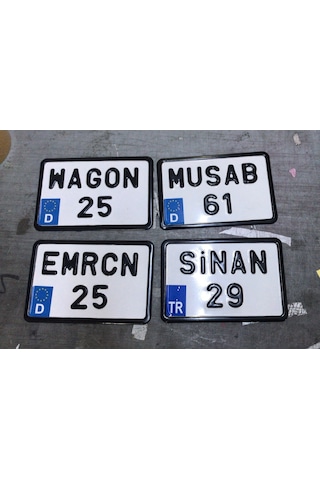 WAGON
D 25
MUSAB
D 61
EMRCN
D 25
SiNAN
TR 29